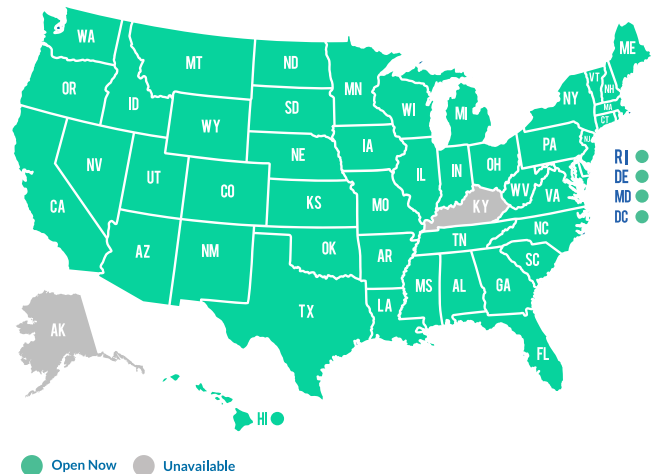 WA
ME
MT
ND
VT
MN
NH
OR
ID
SD
WI
NY
MA
MI
CT
WY
IA
PA
NJ
NE
RI
NV
OH
IL
IN
DE
UT
CO
WV
VA
MD
KS
MO
KY
CA
DC
NC
TN
OK
AZ
NM
AR
SC
MS
AL
GA
LA
TX
AK
FL
HI
Open Now
Unavailable